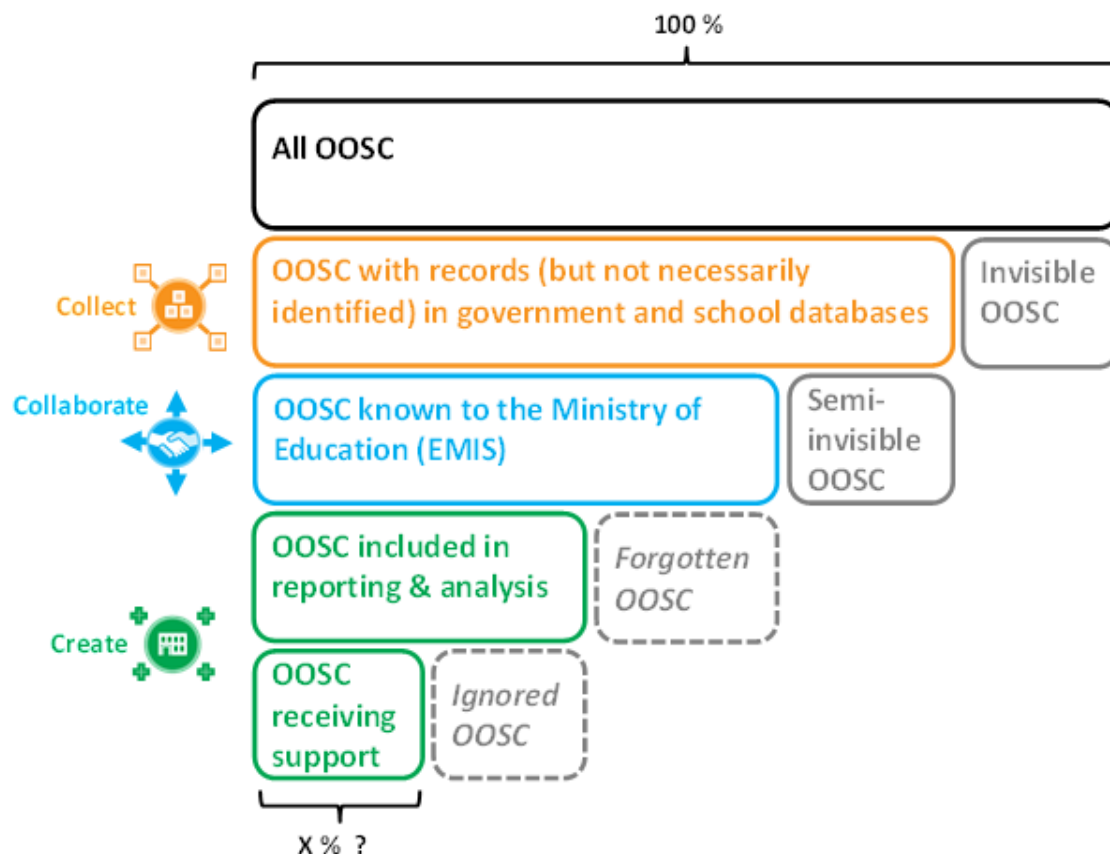 100 %
All OOSC
Collect
OOSC with records (but not necessarily
identified) in government and school databases
Invisible
OOSC
Collaborate
OOSC known to the Ministry of
Education (EMIS)
Semi-
invisible
OOSC
Create
OOSC included in
reporting & analysis
Forgotten
OOSC
OOSC
receiving
support
Ignored
OOSC
X % ?